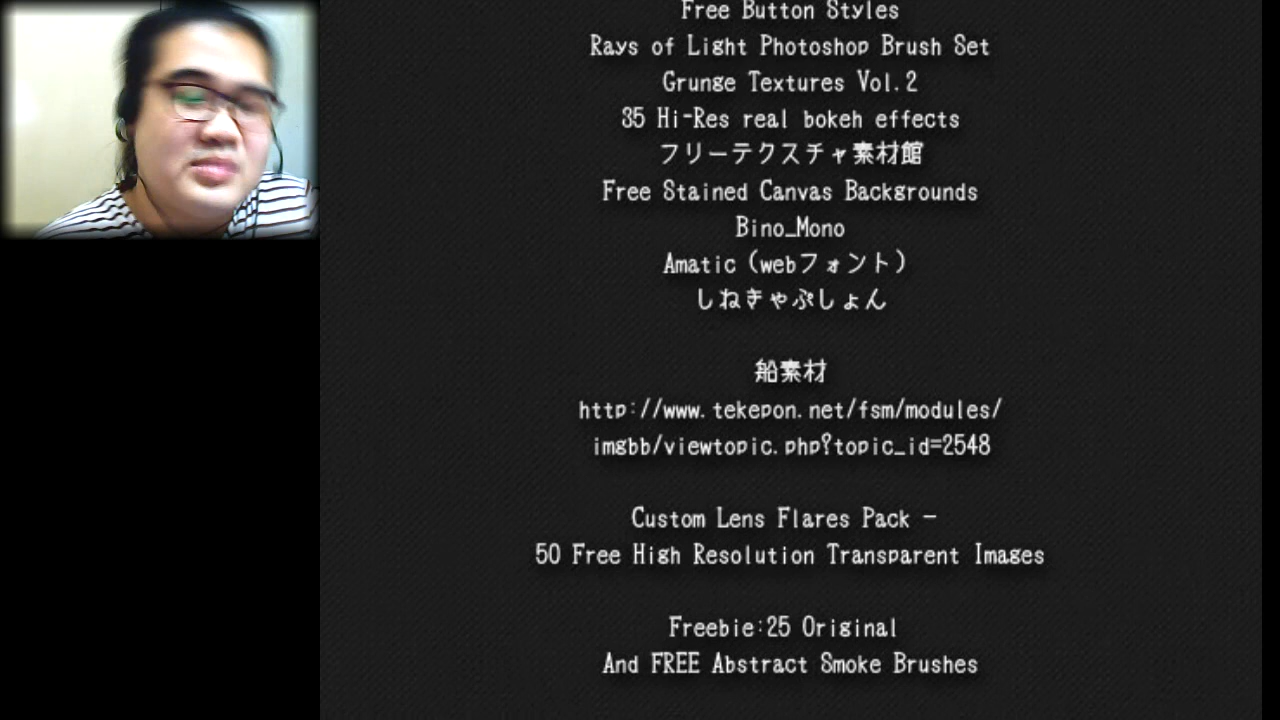 Free Button Styles
Rays of Light Photoshop Brush Set
Grunge Textures Vol.2
35 Hi-Res real bokeh effects
フリーテクスチャ素材館
Free Stained Canvas Backgrounds
Bino_Mono
Amatic(webフォント)
しねきゃぷしょん
船素材
http://www.tekepon.net/fsm/modules/
imgbb/viewtopic.php?topic_id=2548
Custom Lens Flares Pack -
50 Free High Resolution Transparent Images
Freebie:25 Original
And FREE Abstract Smoke Brushes